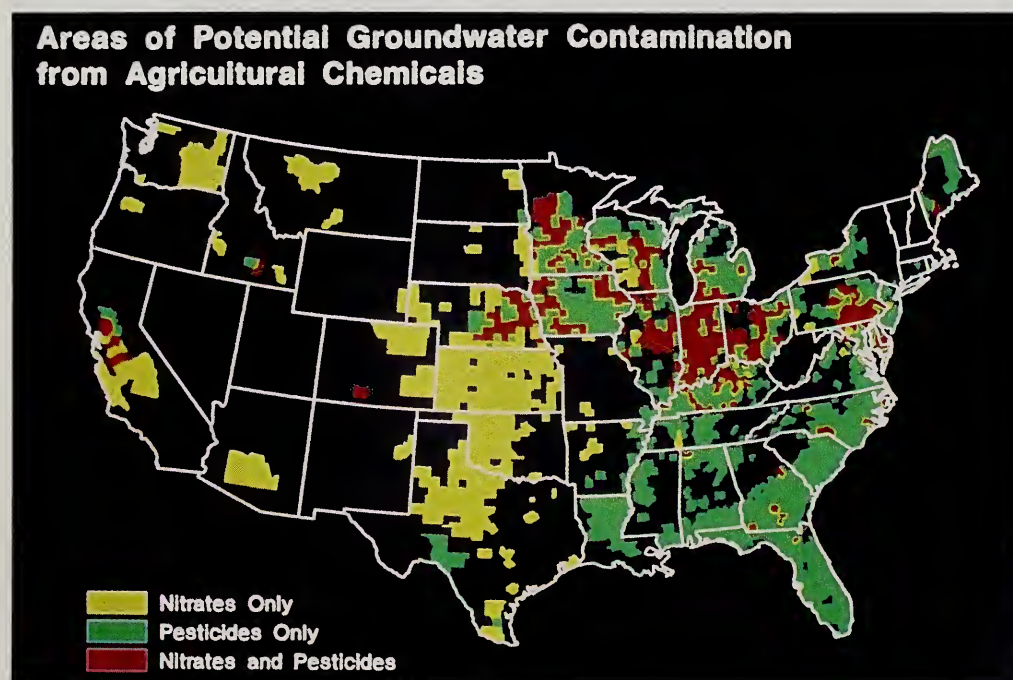 Areas of Potential Groundwater Contamination
from Agricultural Chemicals
Nitrates Only
Pesticides Only
Nitrates and Pesticides